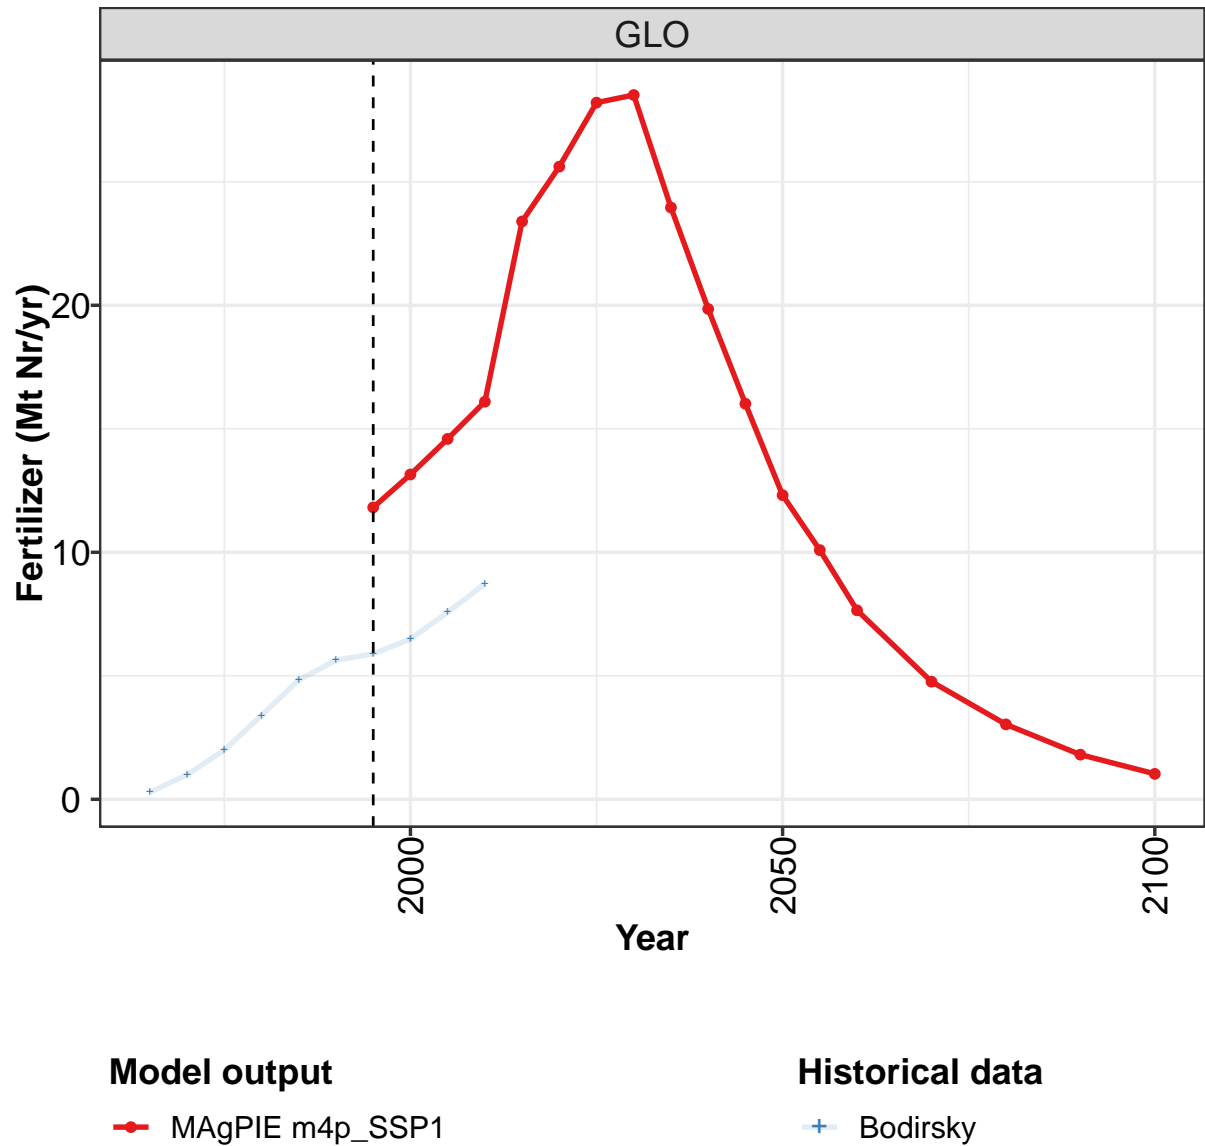 GLO
Fertilizer (Mt Nr/yr)
20
10
0
2000
2050
2100
Year
Model output
MAgPIE m4p_SSP1
Historical data
Bodirsky